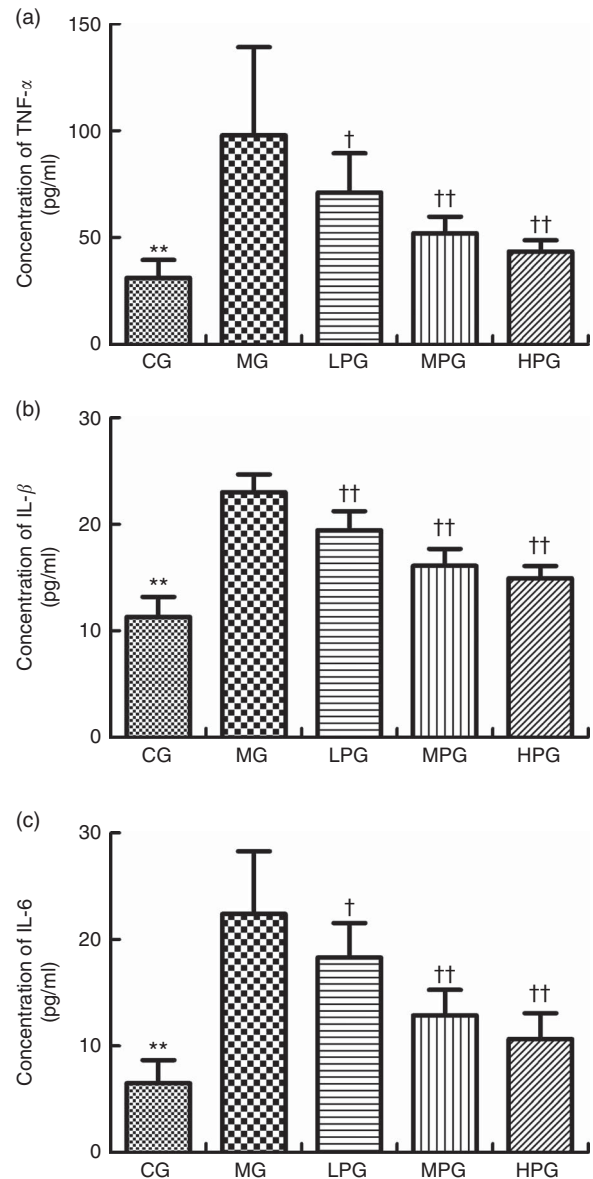 (a)
Concentration of TNF-α
(pg/ml)
150
100
50
0
**
†
††
††
CG MG LPG MPG HPG
(b)
Concentration of IL-β
(pg/ml)
30
20
10
0
**
††
††
††
CG MG LPG MPG HPG
(c)
Concentration of IL-6
(pg/ml)
30
20
10
0
**
†
††
††
CG MG LPG MPG HPG